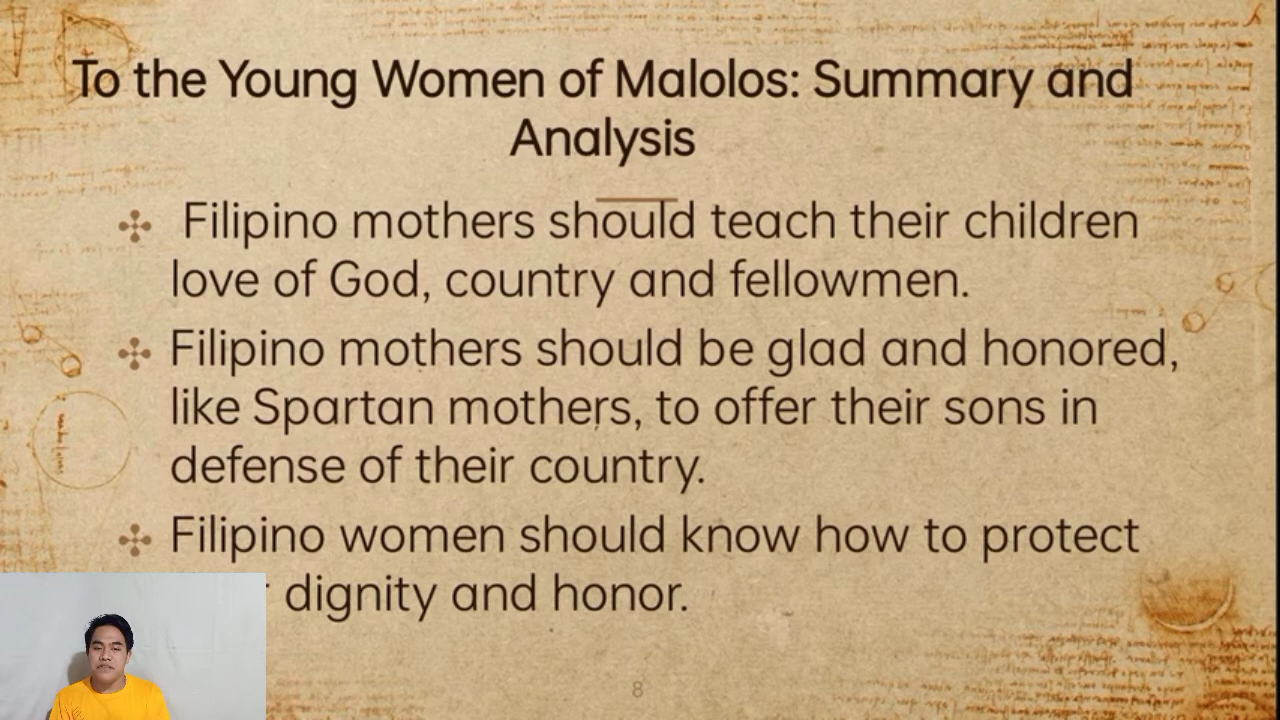 To the Young Women of Malolos: Summary and
Analysis
Filipino mothers should teach their children
love of God, country and fellowmen.
Filipino mothers should be glad and honored,
like Spartan mothers, to offer their sons in
defense of their country.
Filipino women should know how to protect
dignity and honor.
8